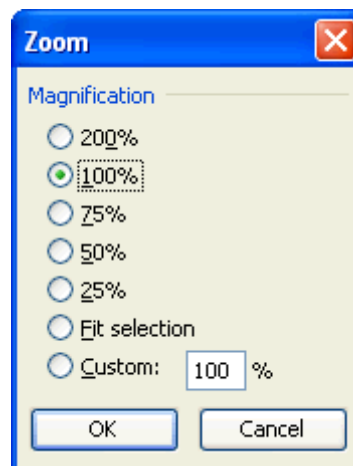 Zoom
Magnification
200%
100%
75%
50%
25%
Fit selection
Custom: 100 %
OK Cancel